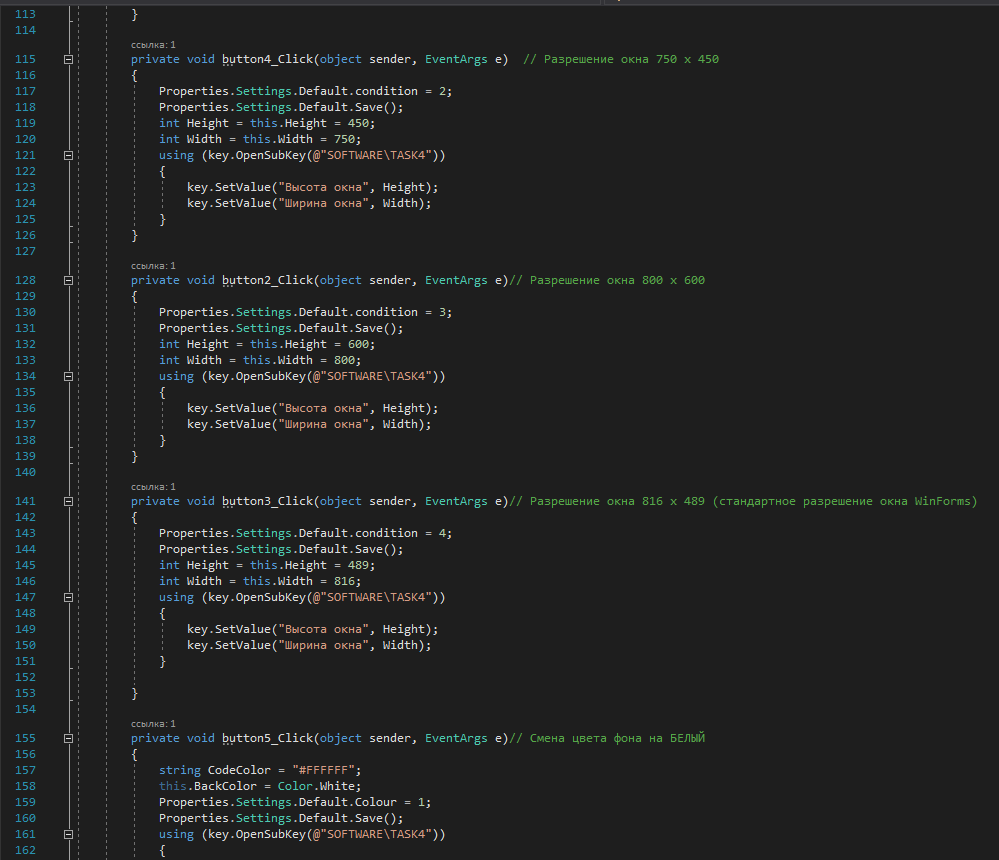 113 }
114
ссылка: 1
115 private void button4_Click(object sender, EventArgs e)  // Разрешение окна 750 x 450
116 {
117 Properties.Settings.Default.condition = 2;
118 Properties.Settings.Default.Save();
119 int Height = this.Height = 450;
120 int Width = this.Width = 750;
121 using (key.OpenSubKey(@"SOFTWARE\TASK4"))
122 {
123 key.SetValue("Высота окна", Height);
124 key.SetValue("Ширина окна", Width);
125 }
126 }
127
ссылка: 1
128 private void button2_Click(object sender, EventArgs e)// Разрешение окна 800 x 600
129 {
130 Properties.Settings.Default.condition = 3;
131 Properties.Settings.Default.Save();
132 int Height = this.Height = 600;
133 int Width = this.Width = 800;
134 using (key.OpenSubKey(@"SOFTWARE\TASK4"))
135 {
136 key.SetValue("Высота окна", Height);
137 key.SetValue("Ширина окна", Width);
138 }
139 }
140
ссылка: 1
141 private void button3_Click(object sender, EventArgs e)// Разрешение окна 816 x 489 (стандартное разрешение окна WinForms)
142 {
143 Properties.Settings.Default.condition = 4;
144 Properties.Settings.Default.Save();
145 int Height = this.Height = 489;
146 int Width = this.Width = 816;
147 using (key.OpenSubKey(@"SOFTWARE\TASK4"))
148 {
149 key.SetValue("Высота окна", Height);
150 key.SetValue("Ширина окна", Width);
151 }
152
153 }
154
ссылка: 1
155 private void button5_Click(object sender, EventArgs e)// Смена цвета фона на БЕЛЫЙ
156 {
157 string CodeColor = "#FFFFFF";
158 this.BackColor = Color.White;
159 Properties.Settings.Default.Colour = 1;
160 Properties.Settings.Default.Save();
161 using (key.OpenSubKey(@"SOFTWARE\TASK4"))
162 {